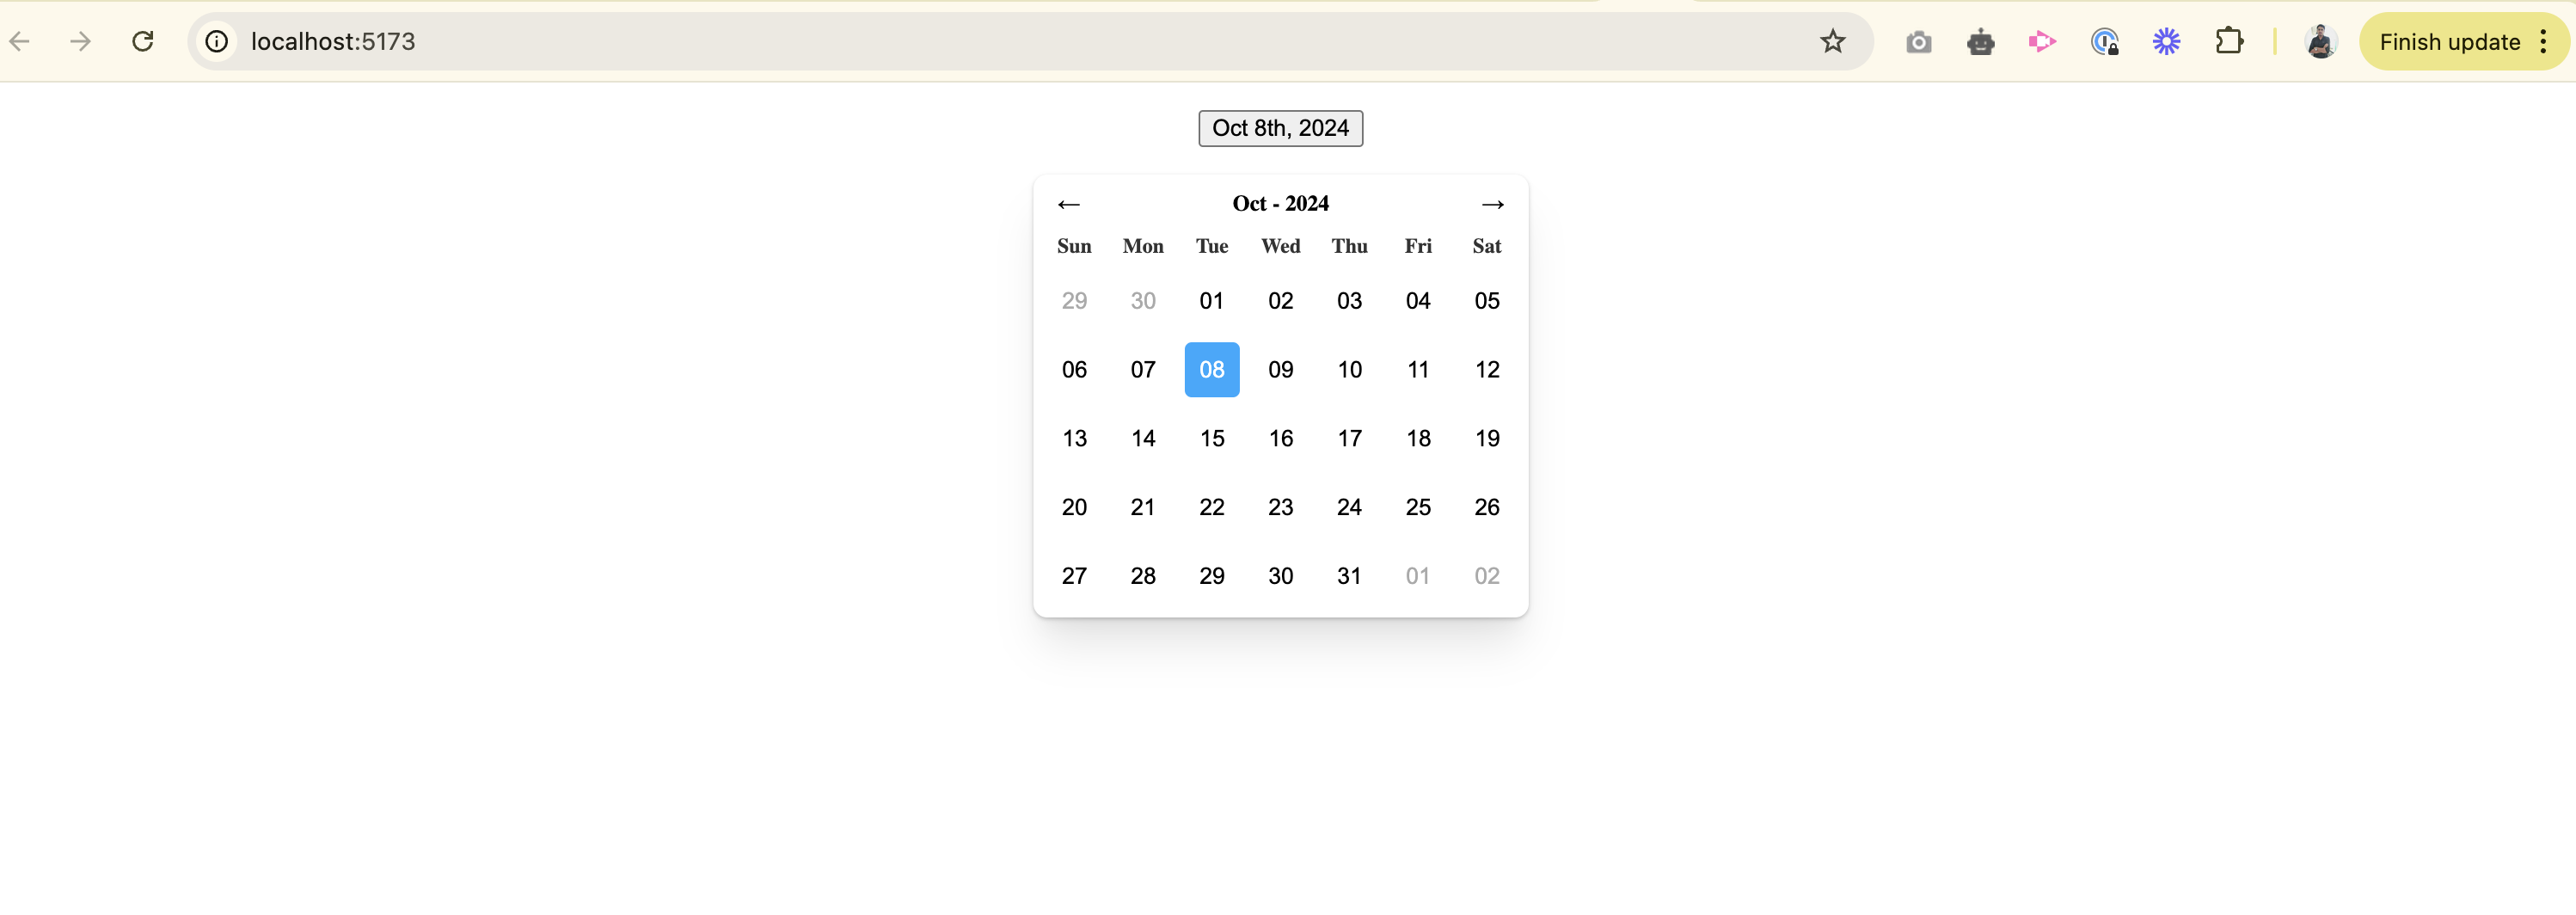 localhost:5173
Finish update
Oct 8th, 2024
← Oct - 2024 →
Sun Mon Tue Wed Thu Fri Sat
29 30 01 02 03 04 05
06 07 08 09 10 11 12
13 14 15 16 17 18 19
20 21 22 23 24 25 26
27 28 29 30 31 01 02